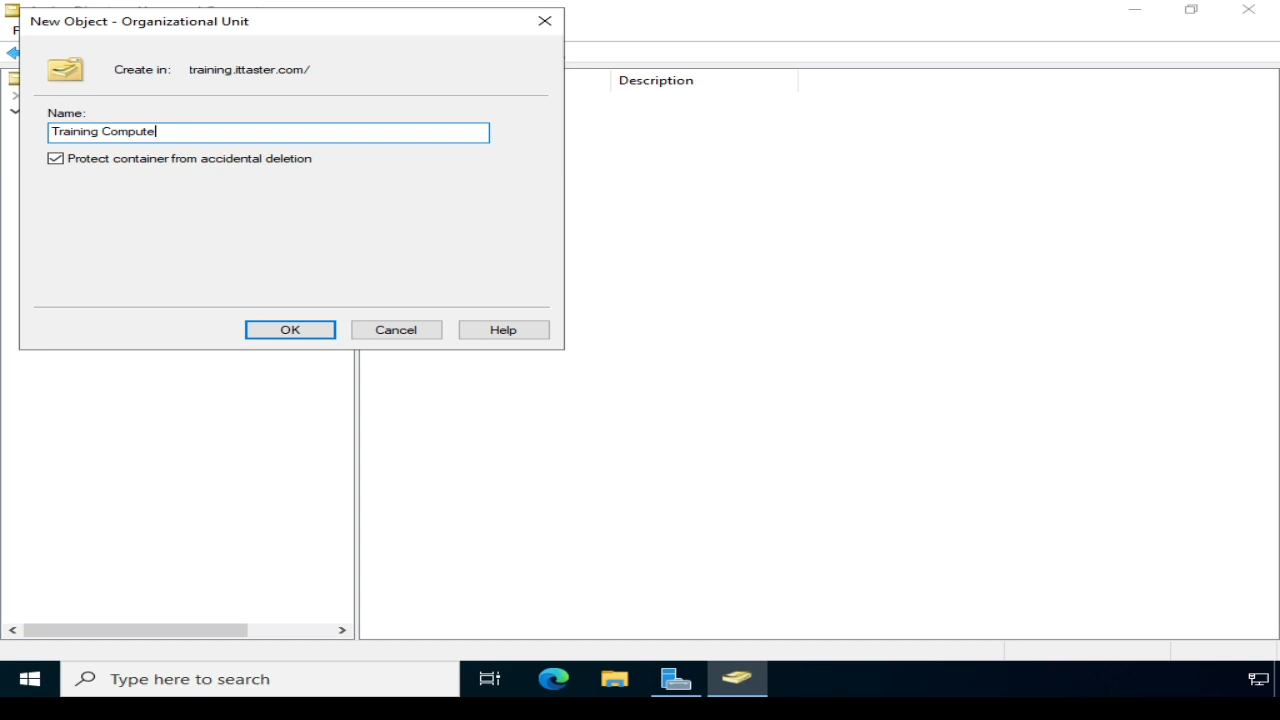 New Object - Organizational Unit
F
Create in: training.ittaster.com/
Description
Name:
Training Compute
Protect container from accidental deletion
OK Cancel Help
Type here to search